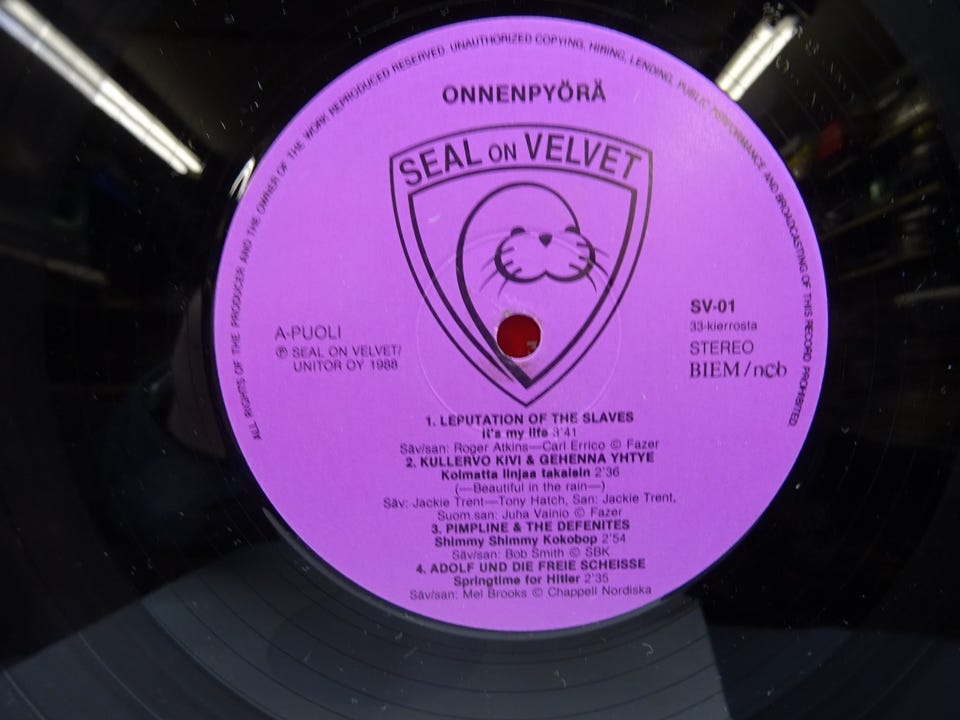 ALL RIGHTS OF THE PRODUCER AND THE OWNER OF THE WORK REPRODUCED RESERVED. UNAUTHORIZED COPYING, HIRING, LENDING, PUBLIC PERFORMANCE AND BROADCASTING OF THIS RECORD PROHIBITED
ONNENPYÖRÄ
SEAL ON VELVET
A-PUOLI
℗ SEAL ON VELVET/
UNITOR OY 1988
SV-01
33-kierrosta
STEREO
BIEM/ncb
1. LEPUTATION OF THE SLAVES
it's my life 3'41
Säv/san: Roger Atkins—Carl Errico © Fazer
2. KULLERVO KIVI & GEHENNA YHTYE
Kolmatta linjaa takaisin 2'36
(—Beautiful in the rain—)
Säv: Jackie Trent—Tony Hatch, San: Jackie Trent,
Suom.san: Juha Vainio © Fazer
3. PIMPLINE & THE DEFENITES
Shimmy Shimmy Kokobop 2'54
Säv/san: Bob Smith © SBK
4. ADOLF UND DIE FREIE SCHEISSE
Springtime for Hitler 2'35
Säv/san: Mel Brooks © Chappell Nordiska